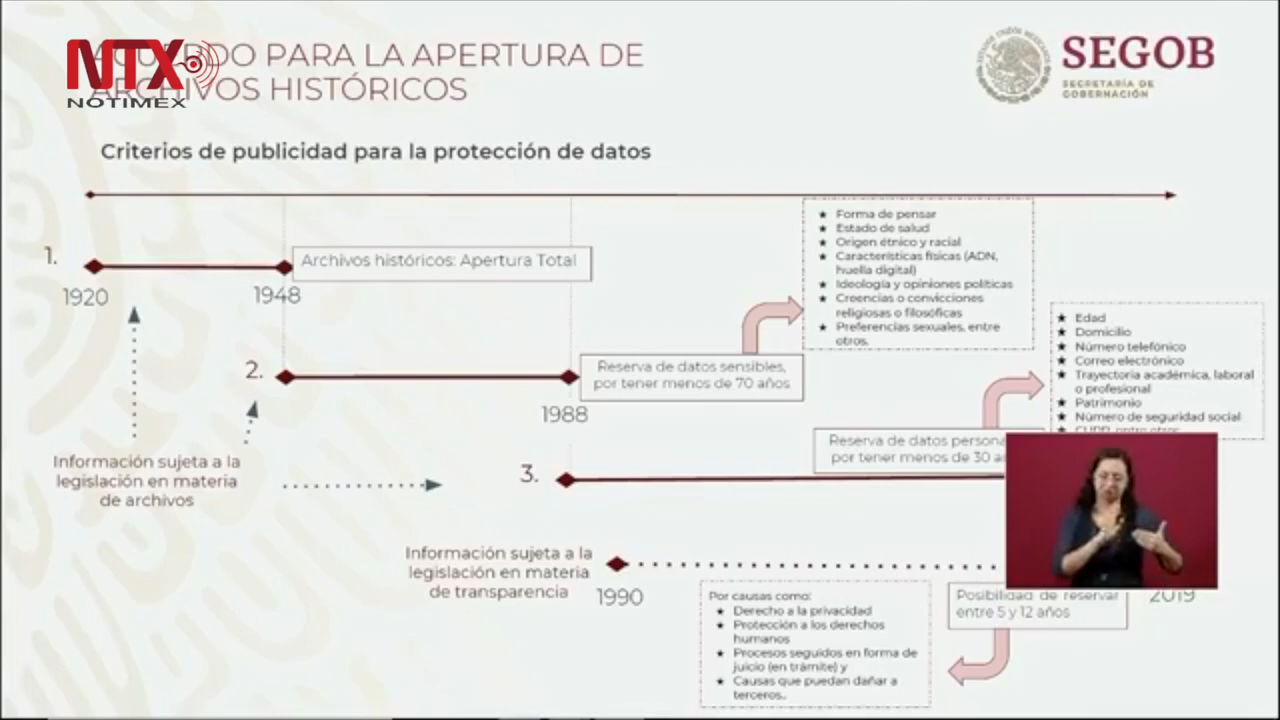 NTX
NOTIMEX
ACUERDO PARA LA APERTURA DE
ARCHIVOS HISTÓRICOS
SEGOB
SECRETARÍA DE
GOBERNACIÓN
Criterios de publicidad para la protección de datos
1.
Archivos históricos: Apertura Total
1920
1948
★ Forma de pensar
★ Estado de salud
★ Origen étnico y racial
★ Características físicas (ADN,
huella digital)
★ Ideología y opiniones políticas
★ Creencias o convicciones
religiosas o filosóficas
★ Preferencias sexuales, entre
otros.
2.
Reserva de datos sensibles,
por tener menos de 70 años
1988
★ Edad
★ Domicilio
★ Número telefónico
★ Correo electrónico
★ Trayectoria académica, laboral
o profesional
★ Patrimonio
★ Número de seguridad social
★ CURP, entre otros
Reserva de datos persona
por tener menos de 30 a
3.
Información sujeta a la
legislación en materia
de archivos
Información sujeta a la
legislación en materia
de transparencia
1990
2019
Por causas como:
★ Derecho a la privacidad
★ Protección a los derechos
humanos
★ Procesos seguidos en forma de
juicio (en trámite) y
★ Causas que puedan dañar a
terceros..
Posibilidad de reservar
entre 5 y 12 años